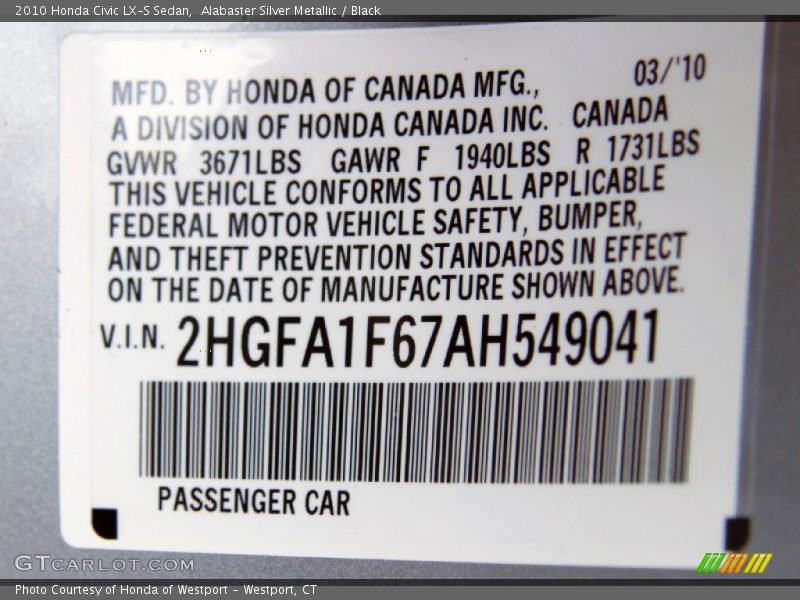 2010 Honda Civic LX-S Sedan,  Alabaster Silver Metallic / Black
03/'10
MFD. BY HONDA OF CANADA MFG.,
A DIVISION OF HONDA CANADA INC. CANADA
GVWR 3671LBS GAWR F 1940LBS R 1731LBS
THIS VEHICLE CONFORMS TO ALL APPLICABLE
FEDERAL MOTOR VEHICLE SAFETY, BUMPER,
AND THEFT PREVENTION STANDARDS IN EFFECT
ON THE DATE OF MANUFACTURE SHOWN ABOVE.
V.I.N. 2HGFA1F67AH549041
PASSENGER CAR
GTCARLOT.COM
Photo Courtesy of Honda of Westport - Westport, CT